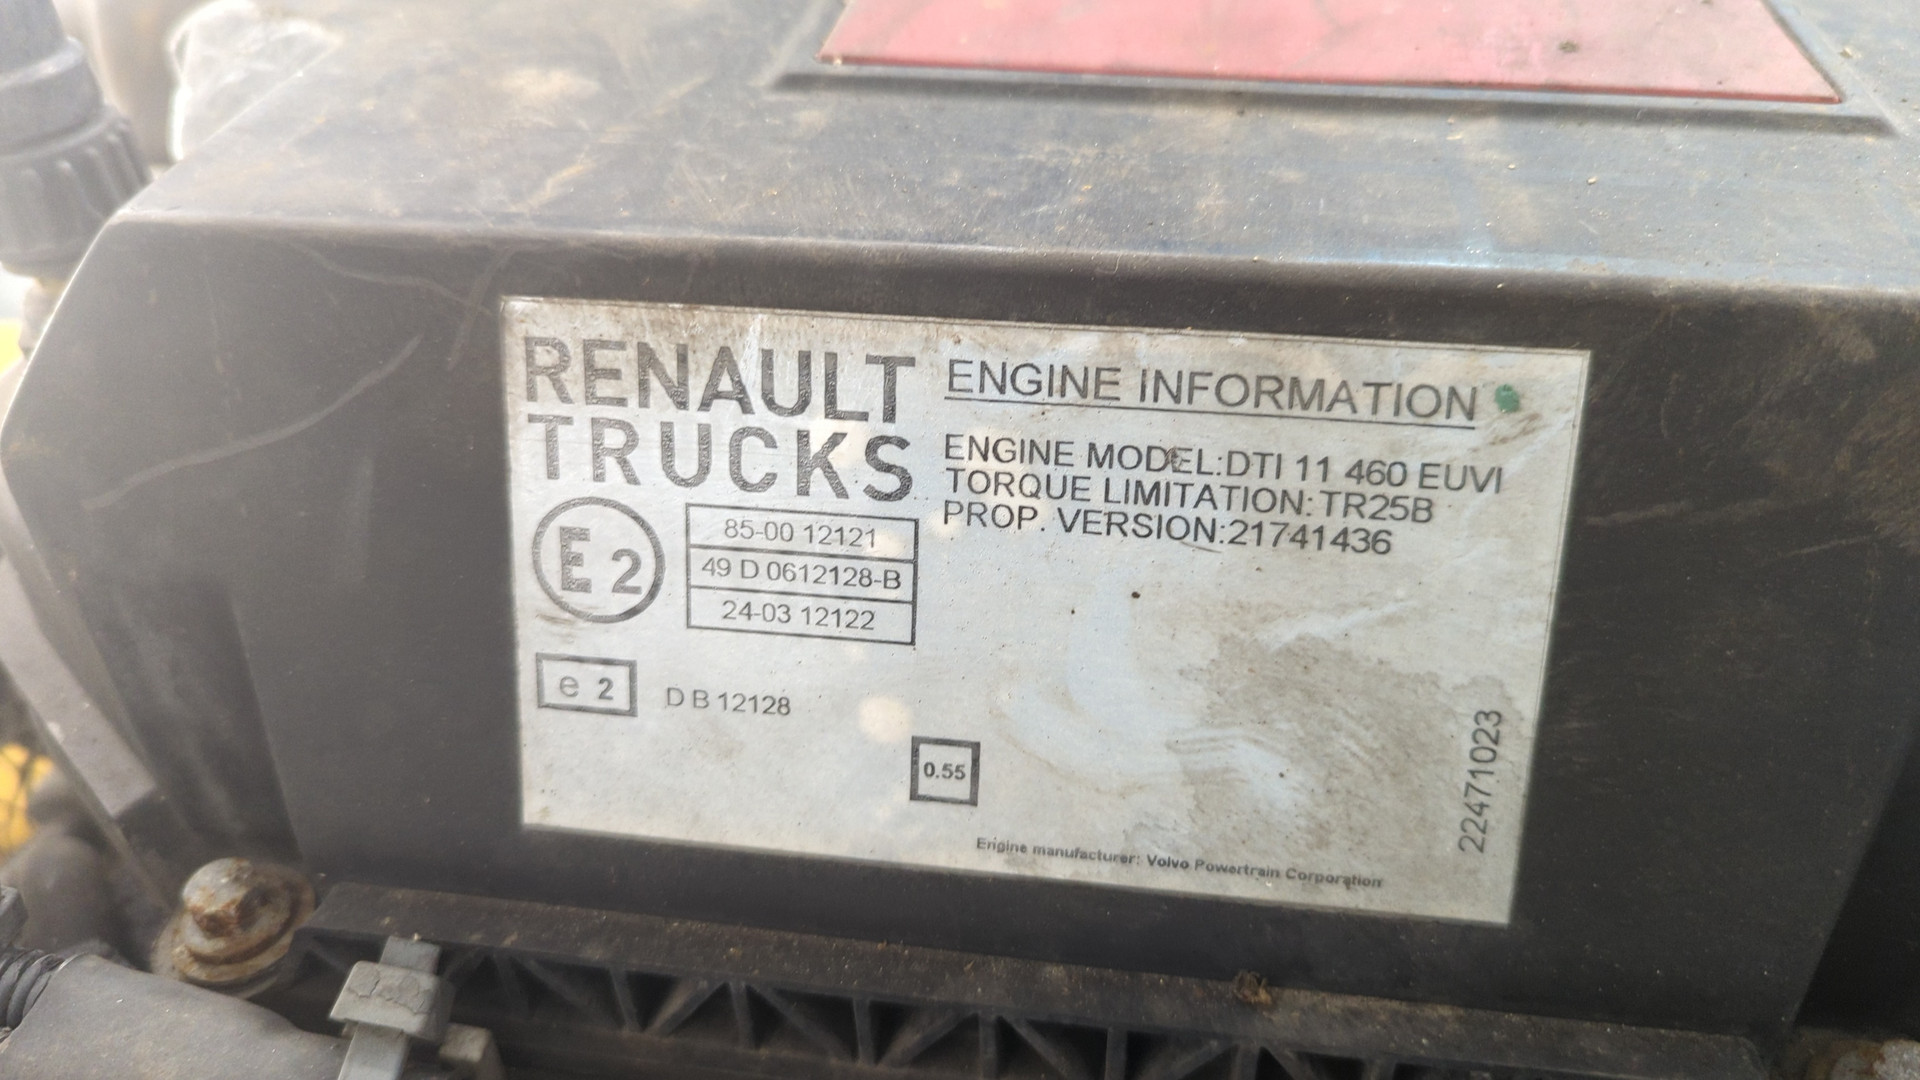 RENAULT
TRUCKS
ENGINE INFORMATION
ENGINE MODEL:DTI 11 460 EUVI
TORQUE LIMITATION:TR25B
PROP. VERSION:21741436
E 2
85-00 12121
49 D 0612128-B
24-03 12122
e 2
D B 12128
0.55
22471023
Engine manufacturer: Volvo Powertrain Corporation